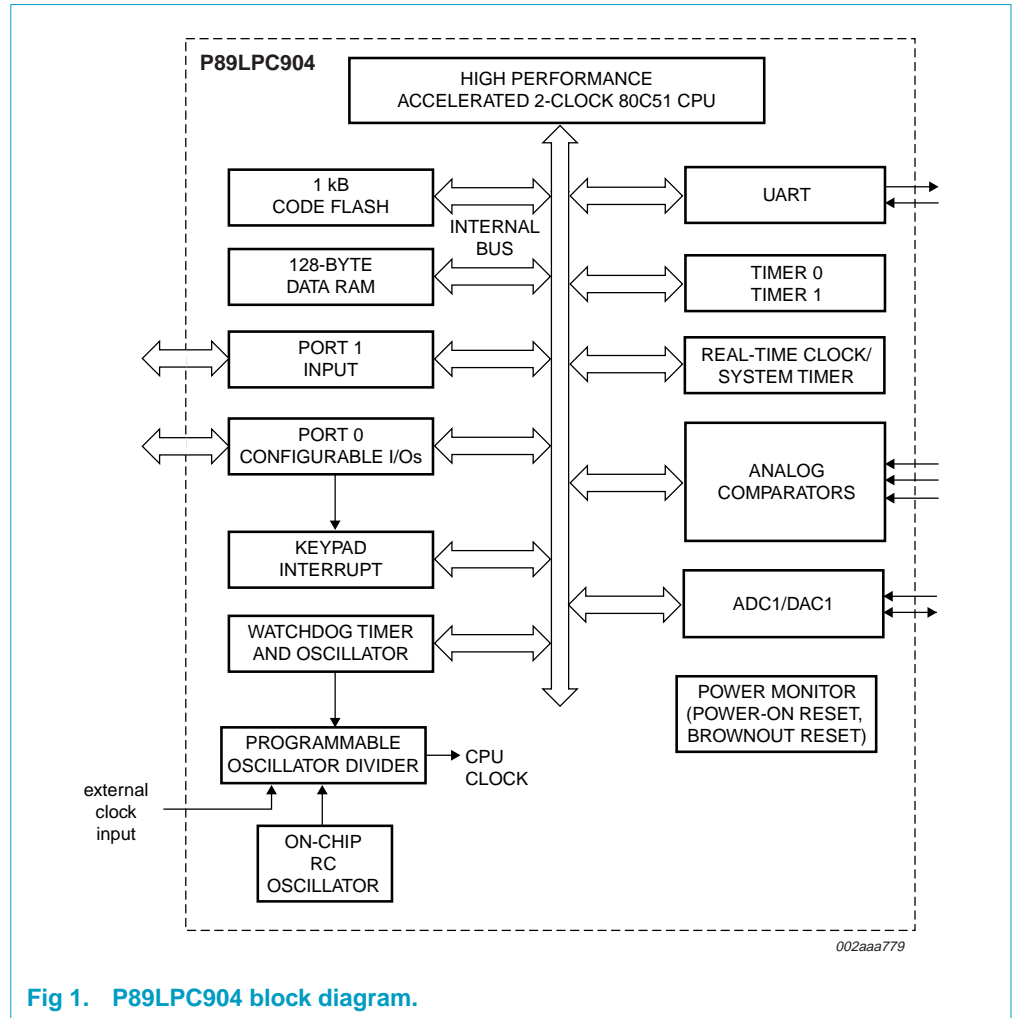 P89LPC904
HIGH PERFORMANCE
ACCELERATED 2-CLOCK 80C51 CPU
1 kB
CODE FLASH
INTERNAL
BUS
UART
128-BYTE
DATA RAM
TIMER 0
TIMER 1
PORT 1
INPUT
REAL-TIME CLOCK/
SYSTEM TIMER
PORT 0
CONFIGURABLE I/Os
ANALOG
COMPARATORS
KEYPAD
INTERRUPT
ADC1/DAC1
WATCHDOG TIMER
AND OSCILLATOR
POWER MONITOR
(POWER-ON RESET,
BROWNOUT RESET)
PROGRAMMABLE
OSCILLATOR DIVIDER
CPU
CLOCK
external
clock
input
ON-CHIP
RC
OSCILLATOR
002aaa779
Fig 1. P89LPC904 block diagram.